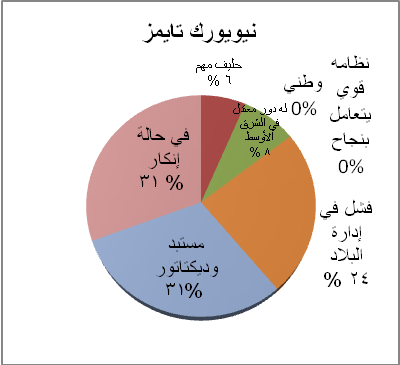 نيويورك تايمز
حليف مهم
٦ %
له دور معتدل
في الشرق
الأوسط
٨ %
فشل في
إدارة
البلاد
٢٤ %
مستبد
وديكتاتور
٣١%
في حالة
إنكار
٣١ %
وطني
0%
نظامه
قوي
يتعامل
بنجاح
0%